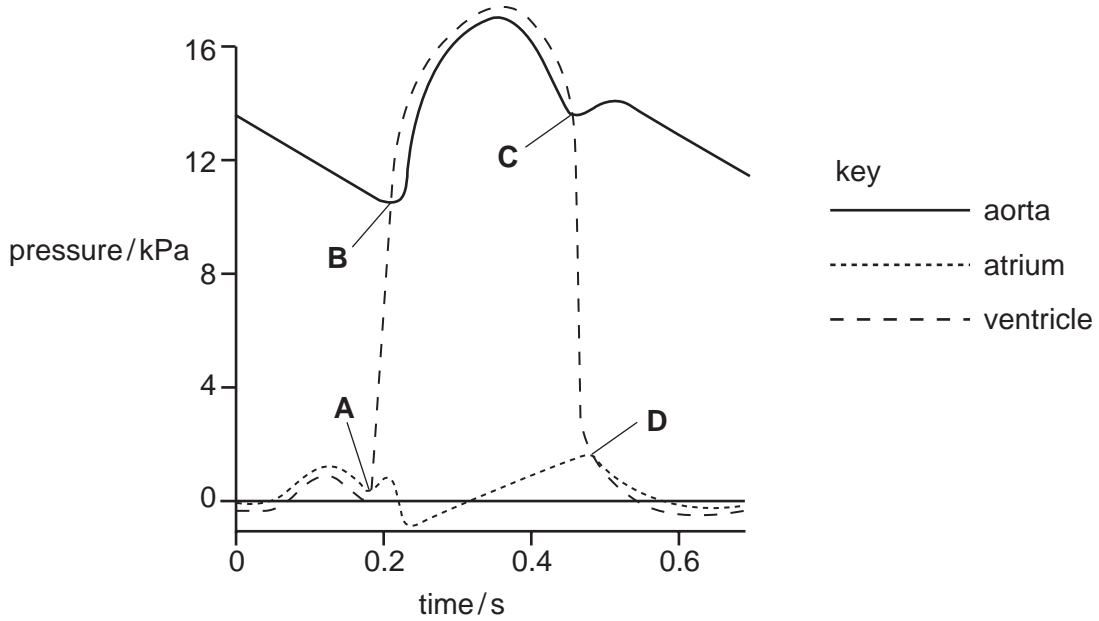 16
12
8
4
0
pressure / kPa
A
B
C
D
0
0.2
0.4
0.6
time / s
key
aorta
atrium
ventricle